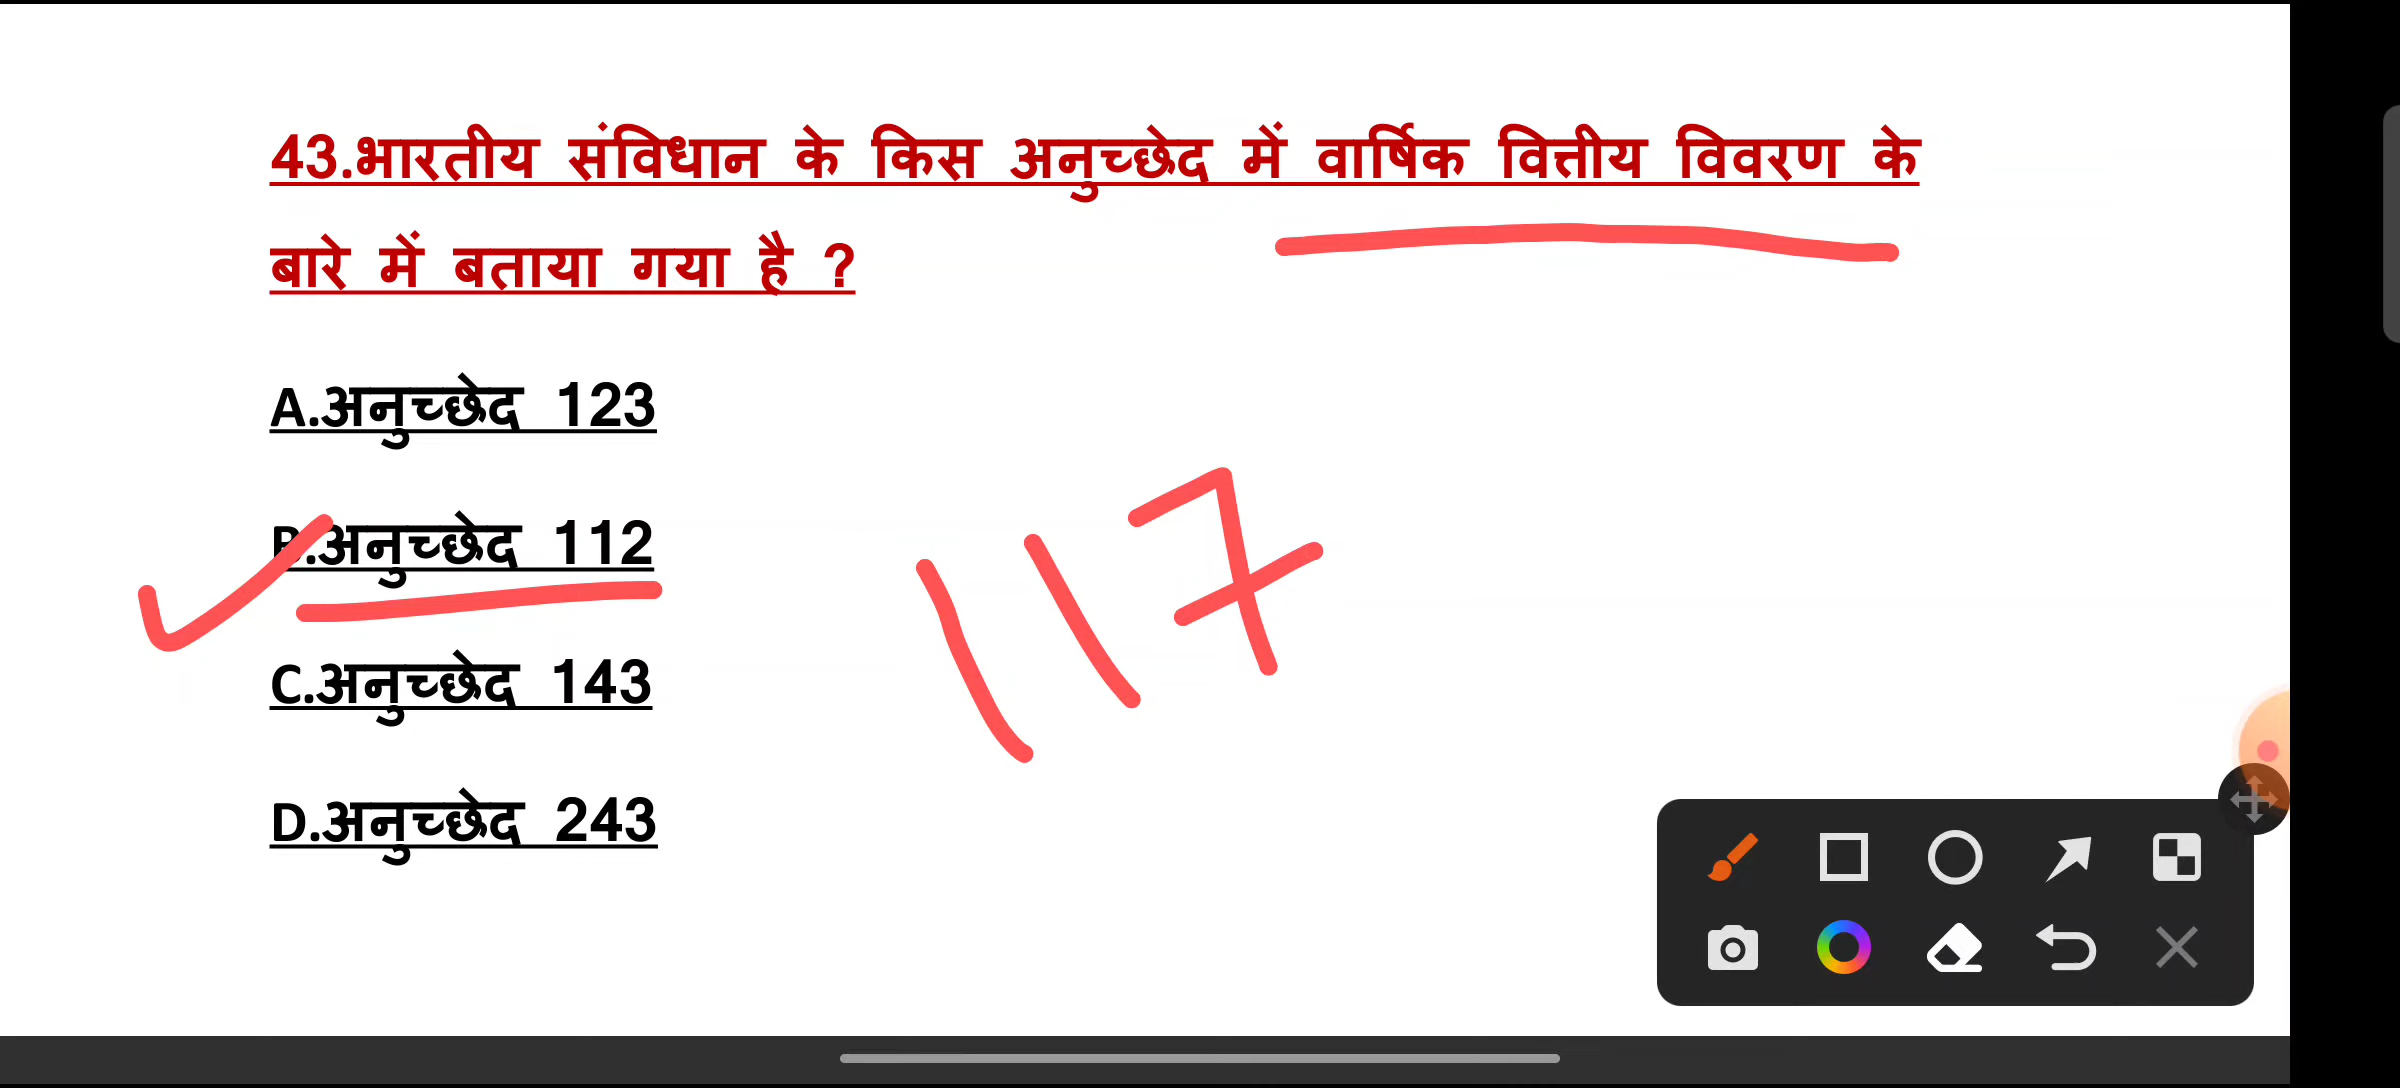 43.भारतीय संविधान के किस अनुच्छेद में वार्षिक वित्तीय विवरण के
बारे में बताया गया है ?
A.अनुच्छेद 123
B.अनुच्छेद 112
117
C.अनुच्छेद 143
D.अनुच्छेद 243